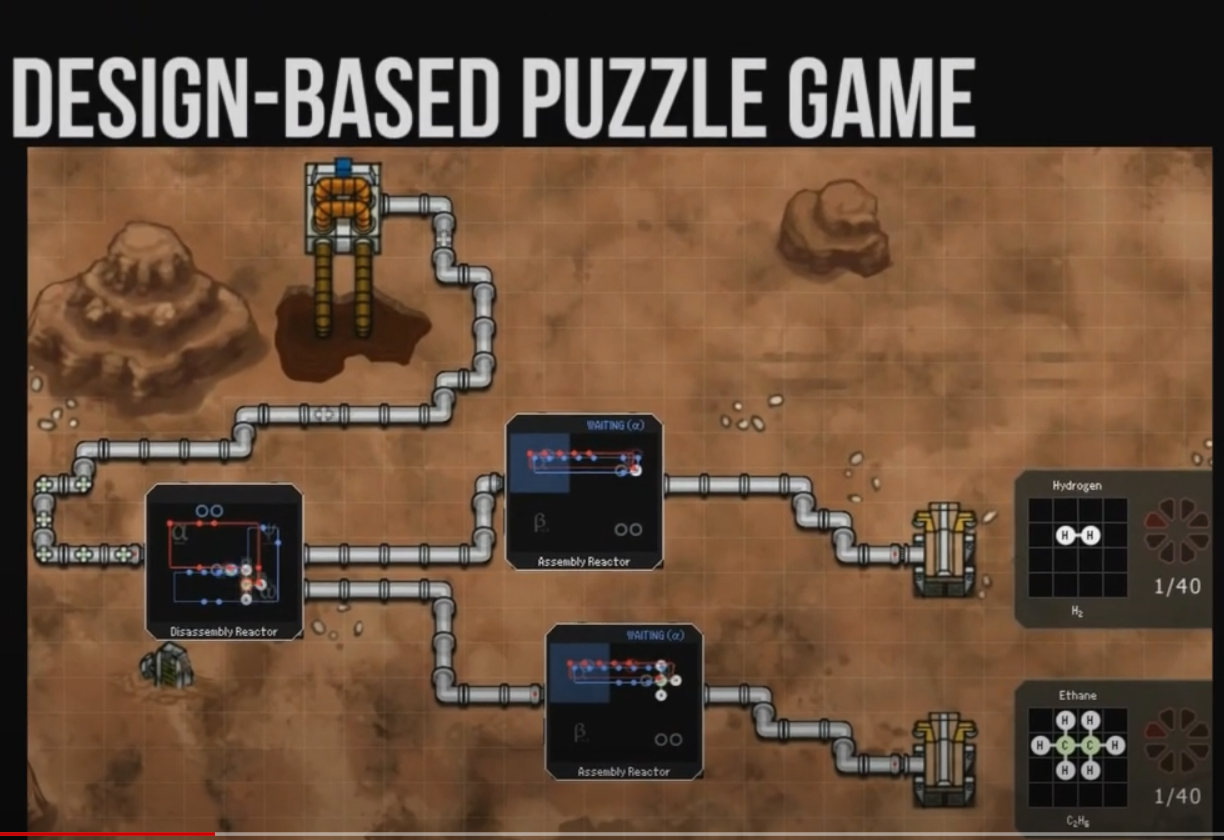 DESIGN-BASED PUZZLE GAME
WAITING (α)
β
Assembly Reactor
α
ω
Disassembly Reactor
Hydrogen
H H
1/40
H₂
WAITING (α)
β
Assembly Reactor
Ethane
H H
H C C H
H H
1/40
C₂H₆